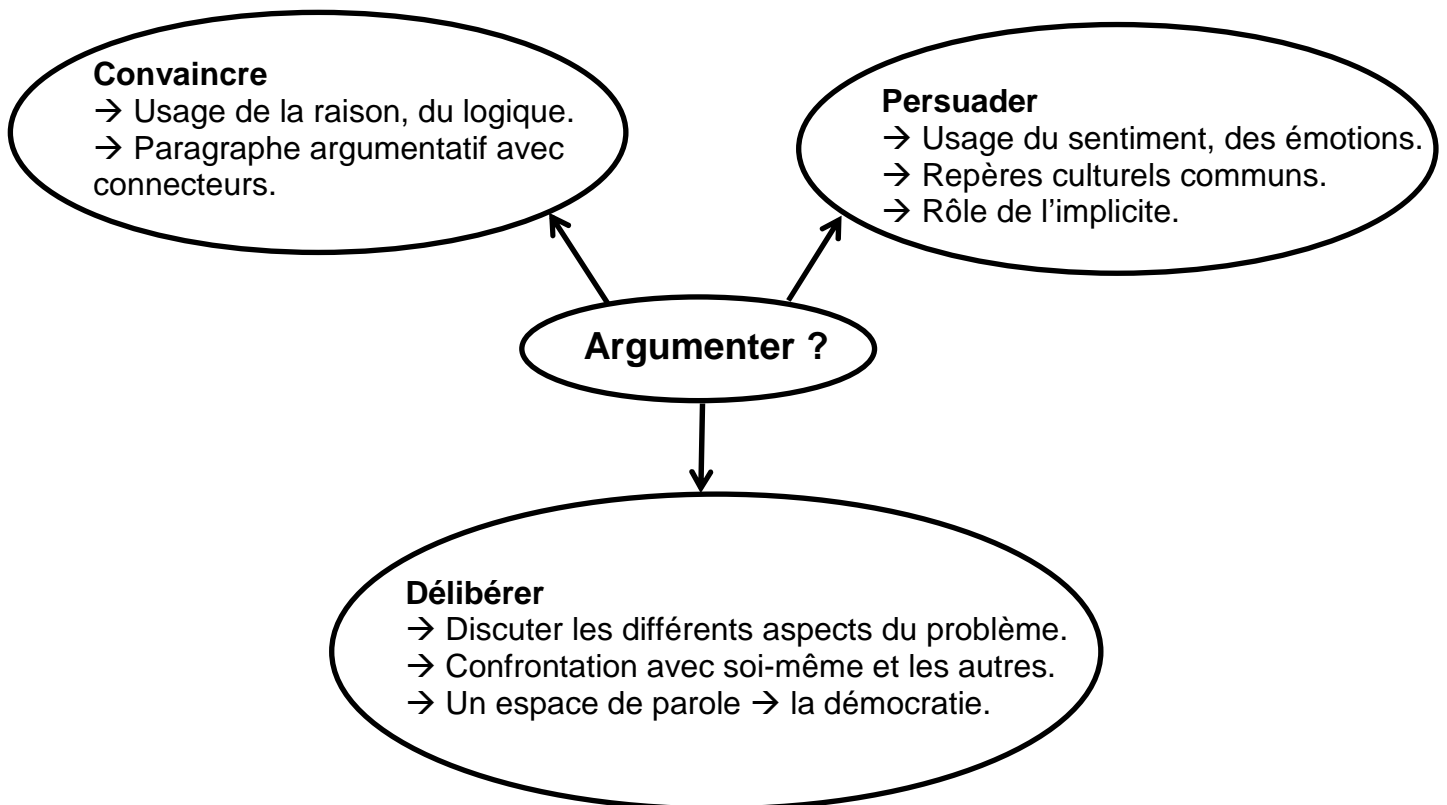 Convaincre
→ Usage de la raison, du logique.
→ Paragraphe argumentatif avec
connecteurs.
Persuader
→ Usage du sentiment, des émotions.
→ Repères culturels communs.
→ Rôle de l’implicite.
Argumenter ?
Délibérer
→ Discuter les différents aspects du problème.
→ Confrontation avec soi-même et les autres.
→ Un espace de parole → la démocratie.